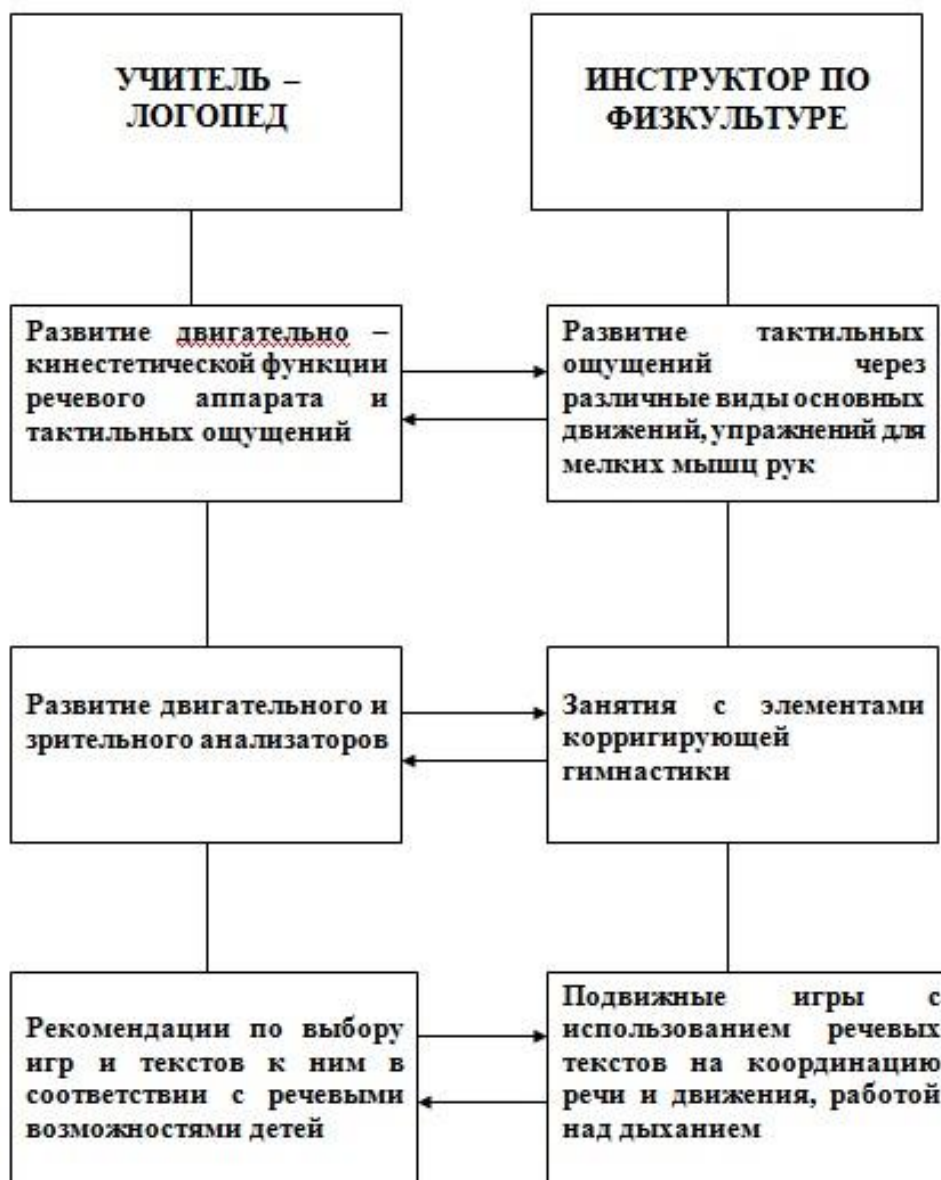 УЧИТЕЛЬ –
ЛОГОПЕД
ИНСТРУКТОР ПО
ФИЗКУЛЬТУРЕ
Развитие двигательно –
кинестетической функции
речевого аппарата и
тактильных ощущений
Развитие тактильных
ощущений через
различные виды основных
движений, упражнений для
мелких мышц рук
Развитие двигательного и
зрительного анализаторов
Занятия с элементами
корригирующей
гимнастики
Рекомендации по выбору
игр и текстов к ним в
соответствии с речевыми
возможностями детей
Подвижные игры с
использованием речевых
текстов на координацию
речи и движения, работой
над дыханием